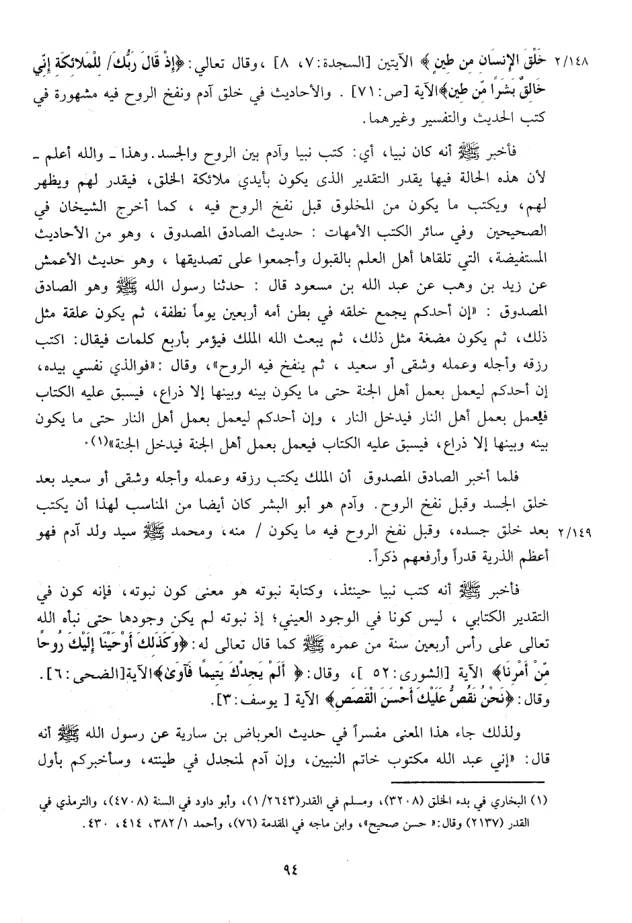 ٢/١٤٨ خَلْقَ الإِنسَانِ مِن طِينٍ ﴾ الآيتين [السجدة:٧، ٨] ،وقال تعالي: ﴿إِذْ قَالَ رَبُّكَ/ لِلْمَلائِكَةِ إِنِّي
خَالِقٌ بَشَرًا مِّن طِينٍ﴾الآية [ص:٧١] . والأحاديث في خلق آدم ونفخ الروح فيه مشهورة في
كتب الحديث والتفسير وغيرهما.
فأخبر ﷺ أنه كان نبيا، أي: كتب نبيا وآدم بين الروح والجسد.وهذا ـ والله أعلم ـ
لأن هذه الحالة فيها يقدر التقدير الذى يكون بأيدي ملائكة الخلق، فيقدر لهم ويظهر
لهم، ويكتب ما يكون من المخلوق قبل نفخ الروح فيه ، كما أخرج الشيخان في
الصحيحين وفي سائر الكتب الأمهات : حديث الصادق المصدوق ، وهو من الأحاديث
المستفيضة، التي تلقاها أهل العلم بالقبول وأجمعوا على تصديقها ، وهو حديث الأعمش
عن زيد بن وهب عن عبد الله بن مسعود قال : حدثنا رسول الله ﷺ وهو الصادق
المصدوق : «إن أحدكم يجمع خلقه في بطن أمه أربعين يوماً نطفة، ثم يكون علقة مثل
ذلك، ثم يكون مضغة مثل ذلك، ثم يبعث الله الملك فيؤمر بأربع كلمات فيقال: اكتب
رزقه وأجله وعمله وشقى أو سعيد ، ثم ينفخ فيه الروح»، وقال :«فوالذي نفسي بيده،
إن أحدكم ليعمل بعمل أهل الجنة حتى ما يكون بينه وبينها إلا ذراع، فيسبق عليه الكتاب
فيعمل بعمل أهل النار فيدخل النار ، وإن أحدكم ليعمل بعمل أهل النار حتى ما يكون
بينه وبينها إلا ذراع، فيسبق عليه الكتاب فيعمل بعمل أهل الجنة فيدخل الجنة»(١).
فلما أخبر الصادق المصدوق أن الملك يكتب رزقه وعمله وأجله وشقى أو سعيد بعد
خلق الجسد وقبل نفخ الروح. وآدم هو أبو البشر كان أيضا من المناسب لهذا أن يكتب
٢/١٤٩ بعد خلق جسده، وقبل نفخ الروح فيه ما يكون / منه، ومحمد ﷺ سيد ولد آدم فهو
أعظم الذرية قدراً وأرفعهم ذكراً.
فأخبر ﷺ أنه كتب نبيا حينئذ، وكتابة نبوته هو معنى كون نبوته، فإنه كون في
التقدير الكتابي ، ليس كونا في الوجود العيني؛ إذ نبوته لم يكن وجودها حتى نبأه الله
تعالى على رأس أربعين سنة من عمره ﷺ كما قال تعالى له: ﴿وَكَذَلِكَ أَوْحَيْنَا إِلَيْكَ رُوحًا
مِّنْ أَمْرِنَا﴾ الآية [الشورى:٥٢ ]، وقال:﴿ أَلَمْ يَجِدْكَ يَتِيمًا فَآوَىٰ﴾الآية[الضحى:٦].
وقال: ﴿نَحْنُ نَقُصُّ عَلَيْكَ أَحْسَنَ الْقَصَصِ﴾ الآية [ يوسف:٣].
ولذلك جاء هذا المعنى مفسراً في حديث العرباض بن سارية عن رسول الله ﷺ أنه
قال: «إني عبد الله مكتوب خاتم النبيين، وإن آدم لمنجدل في طينته، وسأخبركم بأول
(١) البخاري في بدء الخلق (٣٢٠٨)، ومسلم في القدر(١/٢٦٤٣)، وأبو داود في السنة (٤٧٠٨)، والترمذي في
القدر (٢١٣٧) وقال:« حسن صحيح»، وابن ماجه في المقدمة (٧٦)، وأحمد ٣٨٢/١، ٤١٤، ٤٣٠.
٩٤